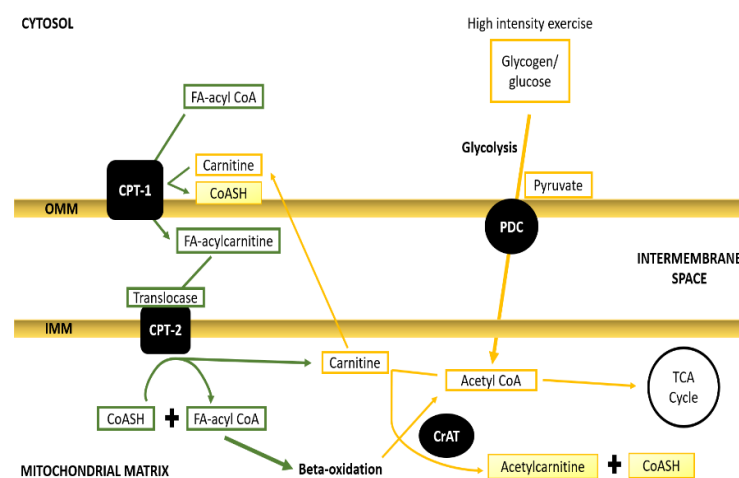 CYTOSOL
High intensity exercise
Glycogen/
glucose
FA-acyl CoA
Glycolysis
Carnitine
CPT-1
CoASH
Pyruvate
OMM
PDC
FA-acylcarnitine
INTERMEMBRANE
SPACE
Translocase
IMM
CPT-2
Carnitine
Acetyl CoA
TCA
Cycle
CoASH
+
FA-acyl CoA
CrAT
Beta-oxidation
Acetylcarnitine
+
CoASH
MITOCHONDRIAL MATRIX